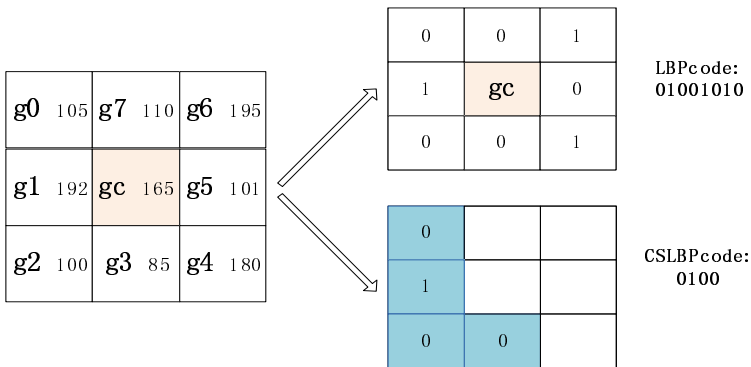 g0 105 g7 110 g6 195
g1 192 gc 165 g5 101
g2 100 g3 85 g4 180
0 0 1
1 gc 0
0 0 1
LBPcode:
01001010
0
1
0 0
CSLBPcode:
0100